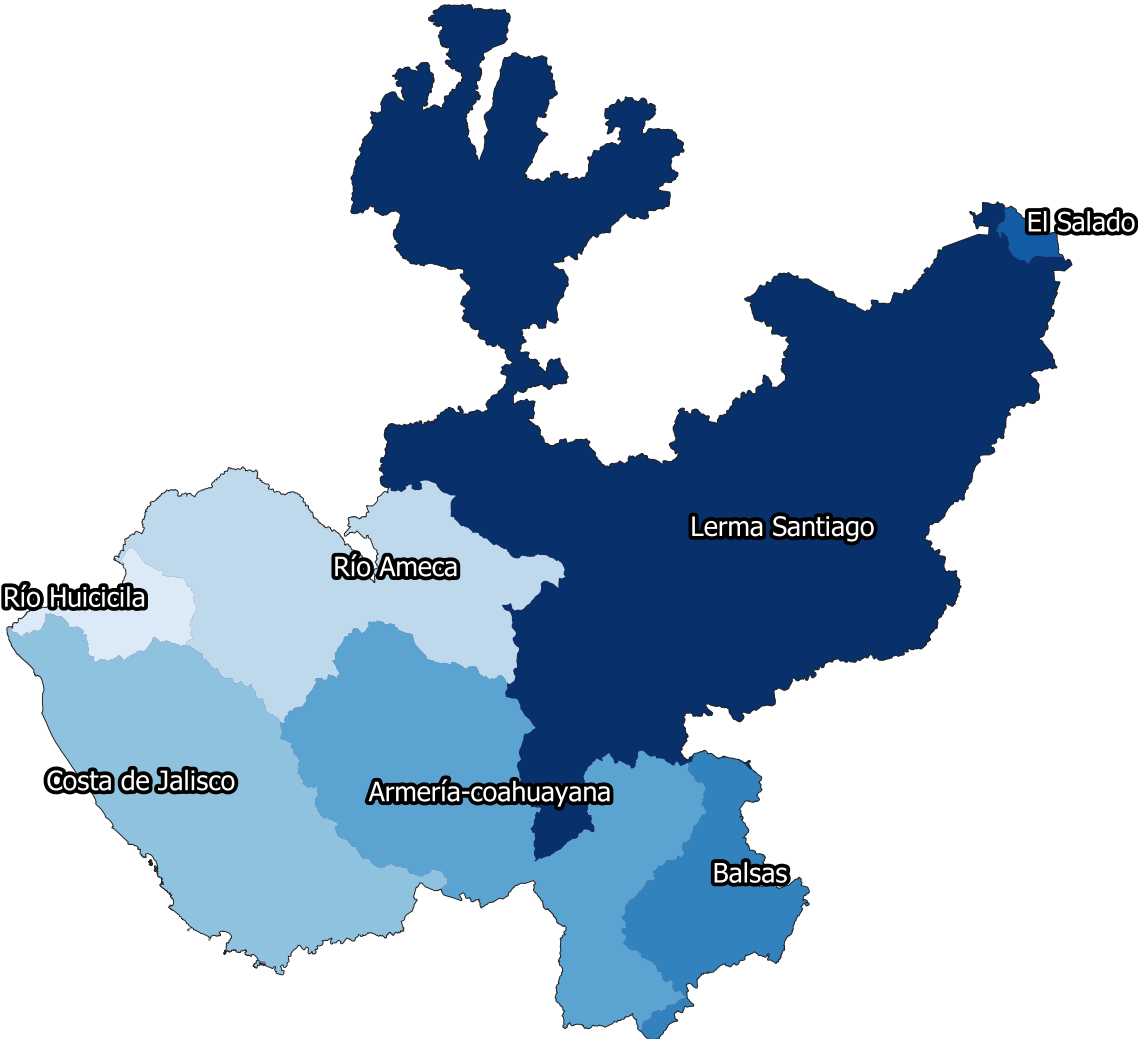 El Salado
Lerma Santiago
Río Ameca
Río Huicicila
Costa de Jalisco
Armería-coahuayana
Balsas